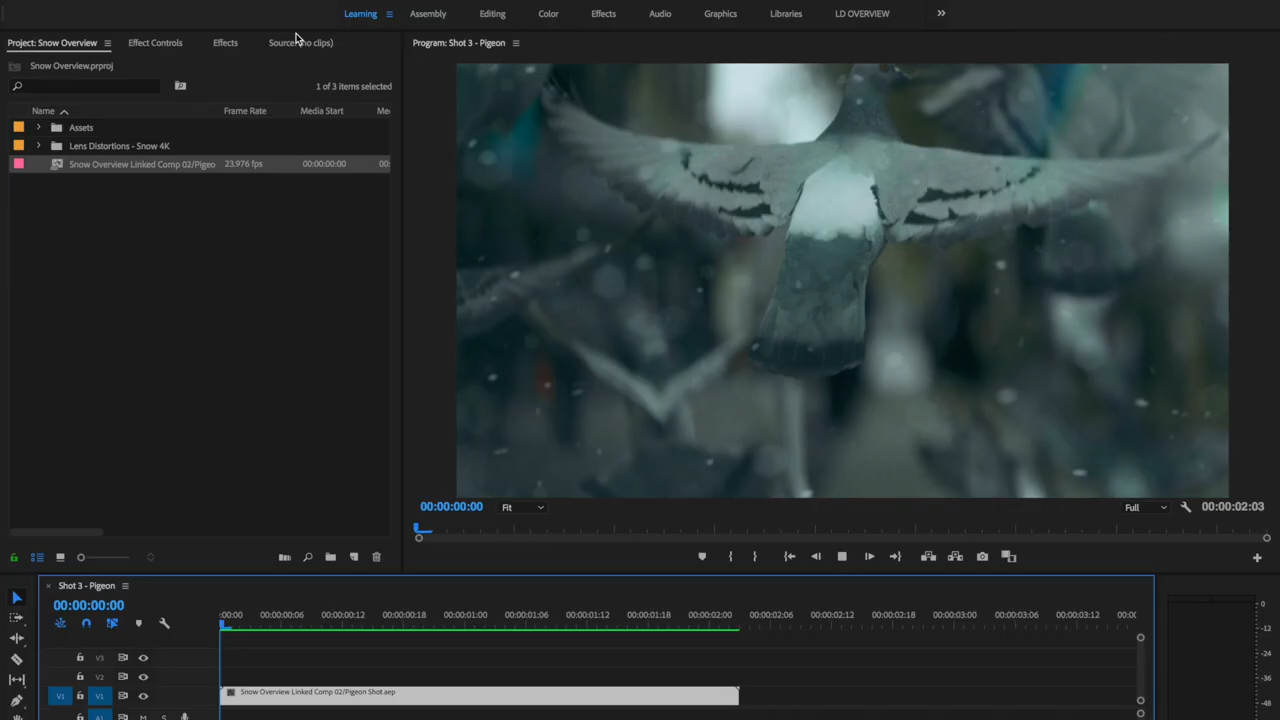 Learning Assembly Editing Color Effects Audio Graphics Libraries LD OVERVIEW
Project: Snow Overview Effect Controls Effects Source: (no clips) Program: Shot 3 - Pigeon
Snow Overview.prproj
1 of 3 items selected
Name Frame Rate Media Start Me
Assets
Lens Distortions - Snow 4K
Snow Overview Linked Comp 02/Pigeo 23.976 fps 00:00:00:00 00:
00:00:00:00 Fit Full 00:00:02:03
Shot 3 - Pigeon
00:00:00:00
:00:00 00:00:00:06 00:00:00:12 00:00:00:18 00:00:01:00 00:00:01:06 00:00:01:12 00:00:01:18 00:00:02:00 00:00:02:06 00:00:02:12 00:00:02:18 00:00:03:00 00:00:03:06 00:00:03:12 00:00
V3
V2
V1 V1 Snow Overview Linked Comp 02/Pigeon Shot.aep
A1 M S
0
-12
-24
-36
-48